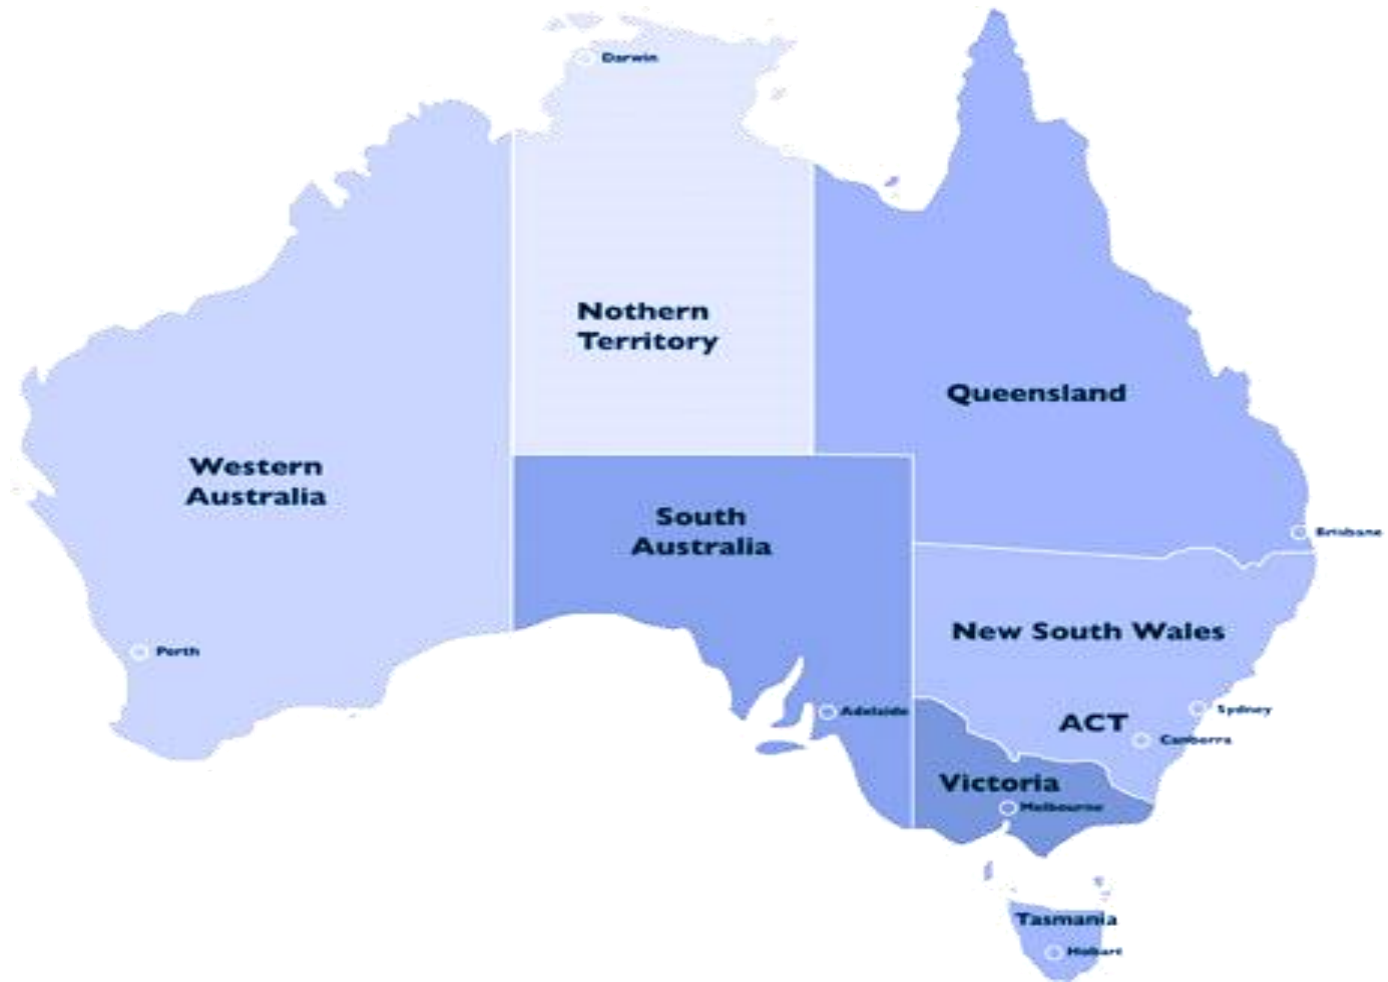 Darwin
Nothern
Territory
Queensland
Western
Australia
South
Australia
Brisbane
New South Wales
Perth
Adelaide
Sydney
ACT
Canberra
Victoria
Melbourne
Tasmania
Hobart